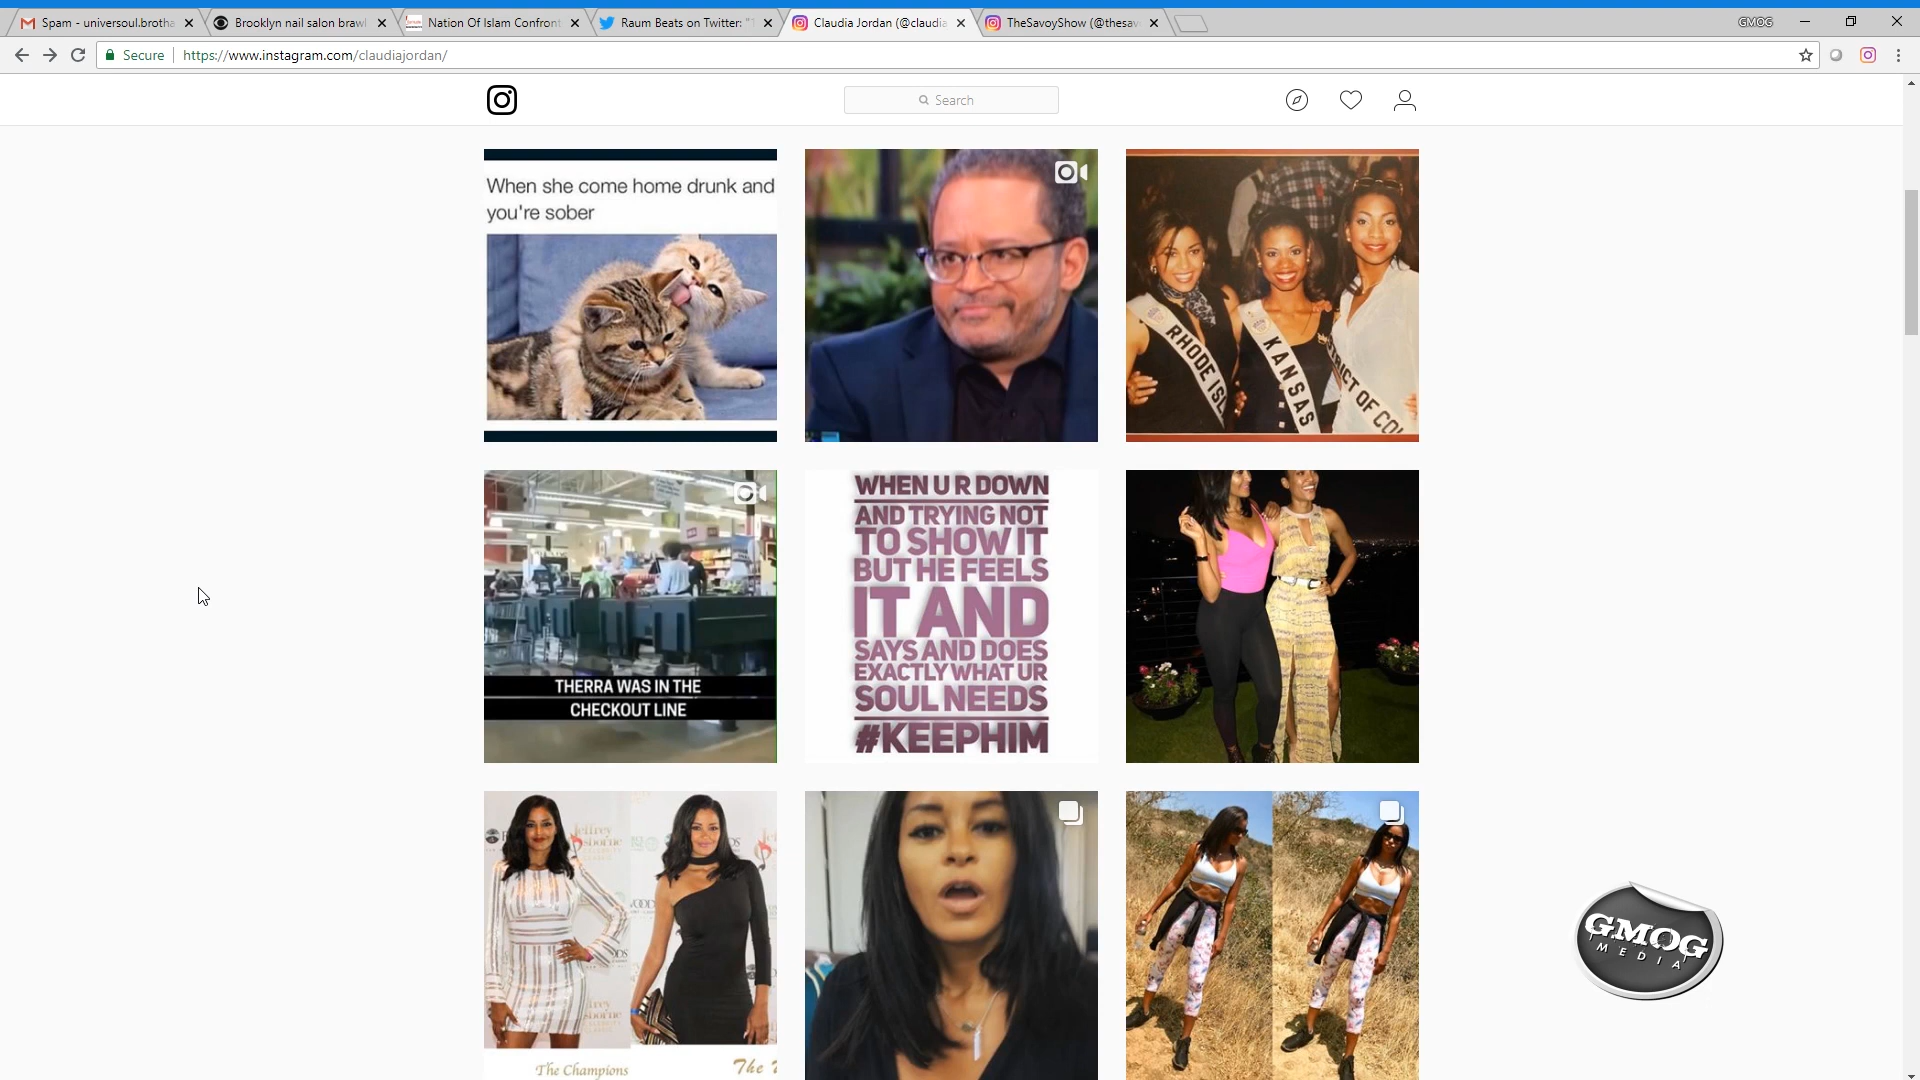 Spam - universoul.brotha
Brooklyn nail salon brawl
Nation Of Islam Confront
Raum Beats on Twitter: "
Claudia Jordan (@claudia
TheSavoyShow (@thesav
GMOG
Secure
https://www.instagram.com/claudiajordan/
Search
When she come home drunk and
you're sober
RHODE ISL
KANSAS
TRICT OF CO
THERRA WAS IN THE
CHECKOUT LINE
WHEN U R DOWN
AND TRYING NOT
TO SHOW IT
BUT HE FEELS
IT AND
SAYS AND DOES
EXACTLY WHAT UR
SOUL NEEDS
#KEEPHIM
The Champions
The
GMOG
MEDIA